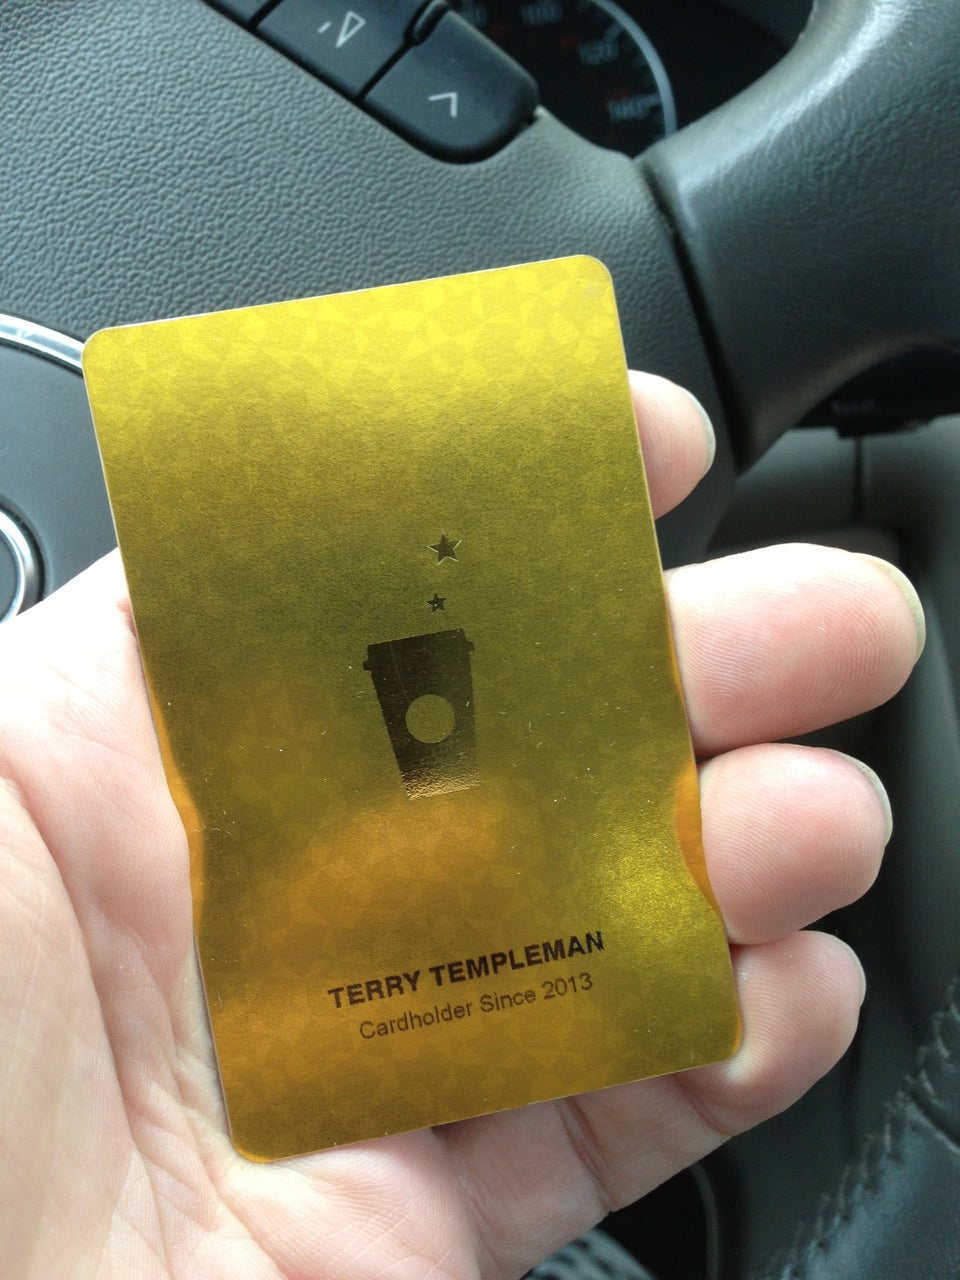 TERRY TEMPLEMAN
Cardholder Since 2013